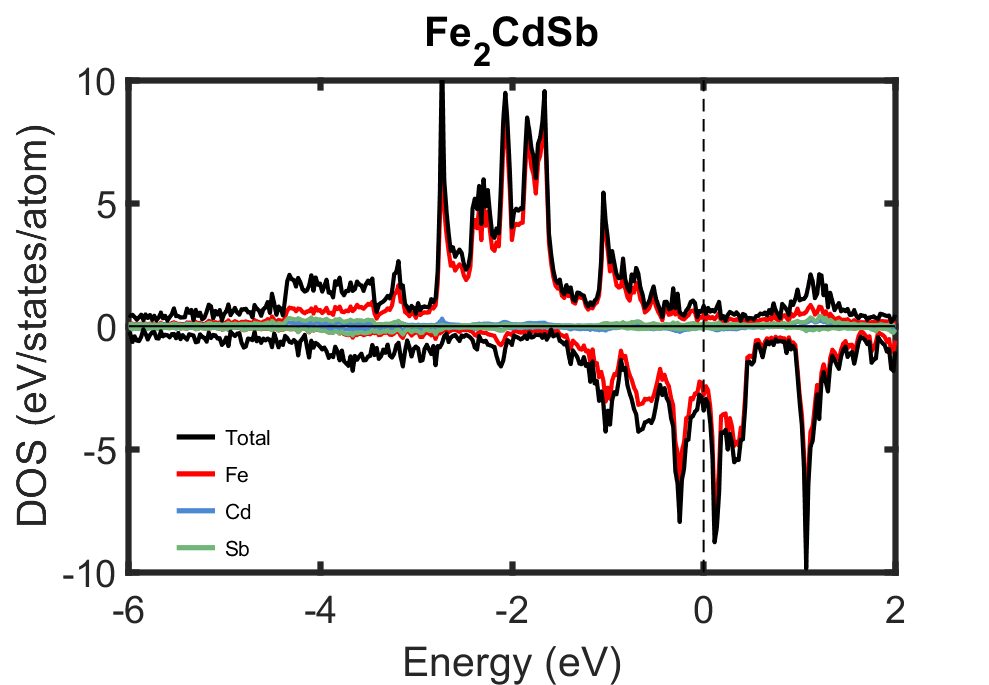 Fe₂CdSb
10
5
0
-5
-10
DOS (eV/states/atom)
Total
Fe
Cd
Sb
-6 -4 -2 0 2
Energy (eV)